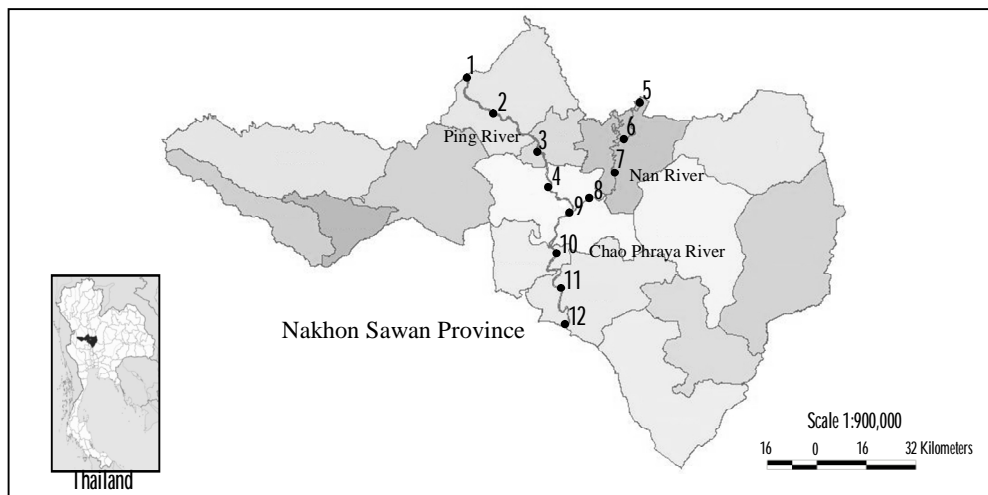 1
5
2
6
Ping River
3
7
4
Nan River
8
9
10
Chao Phraya River
11
12
Nakhon Sawan Province
Scale 1:900,000
16 0 16 32 Kilometers
Thailand